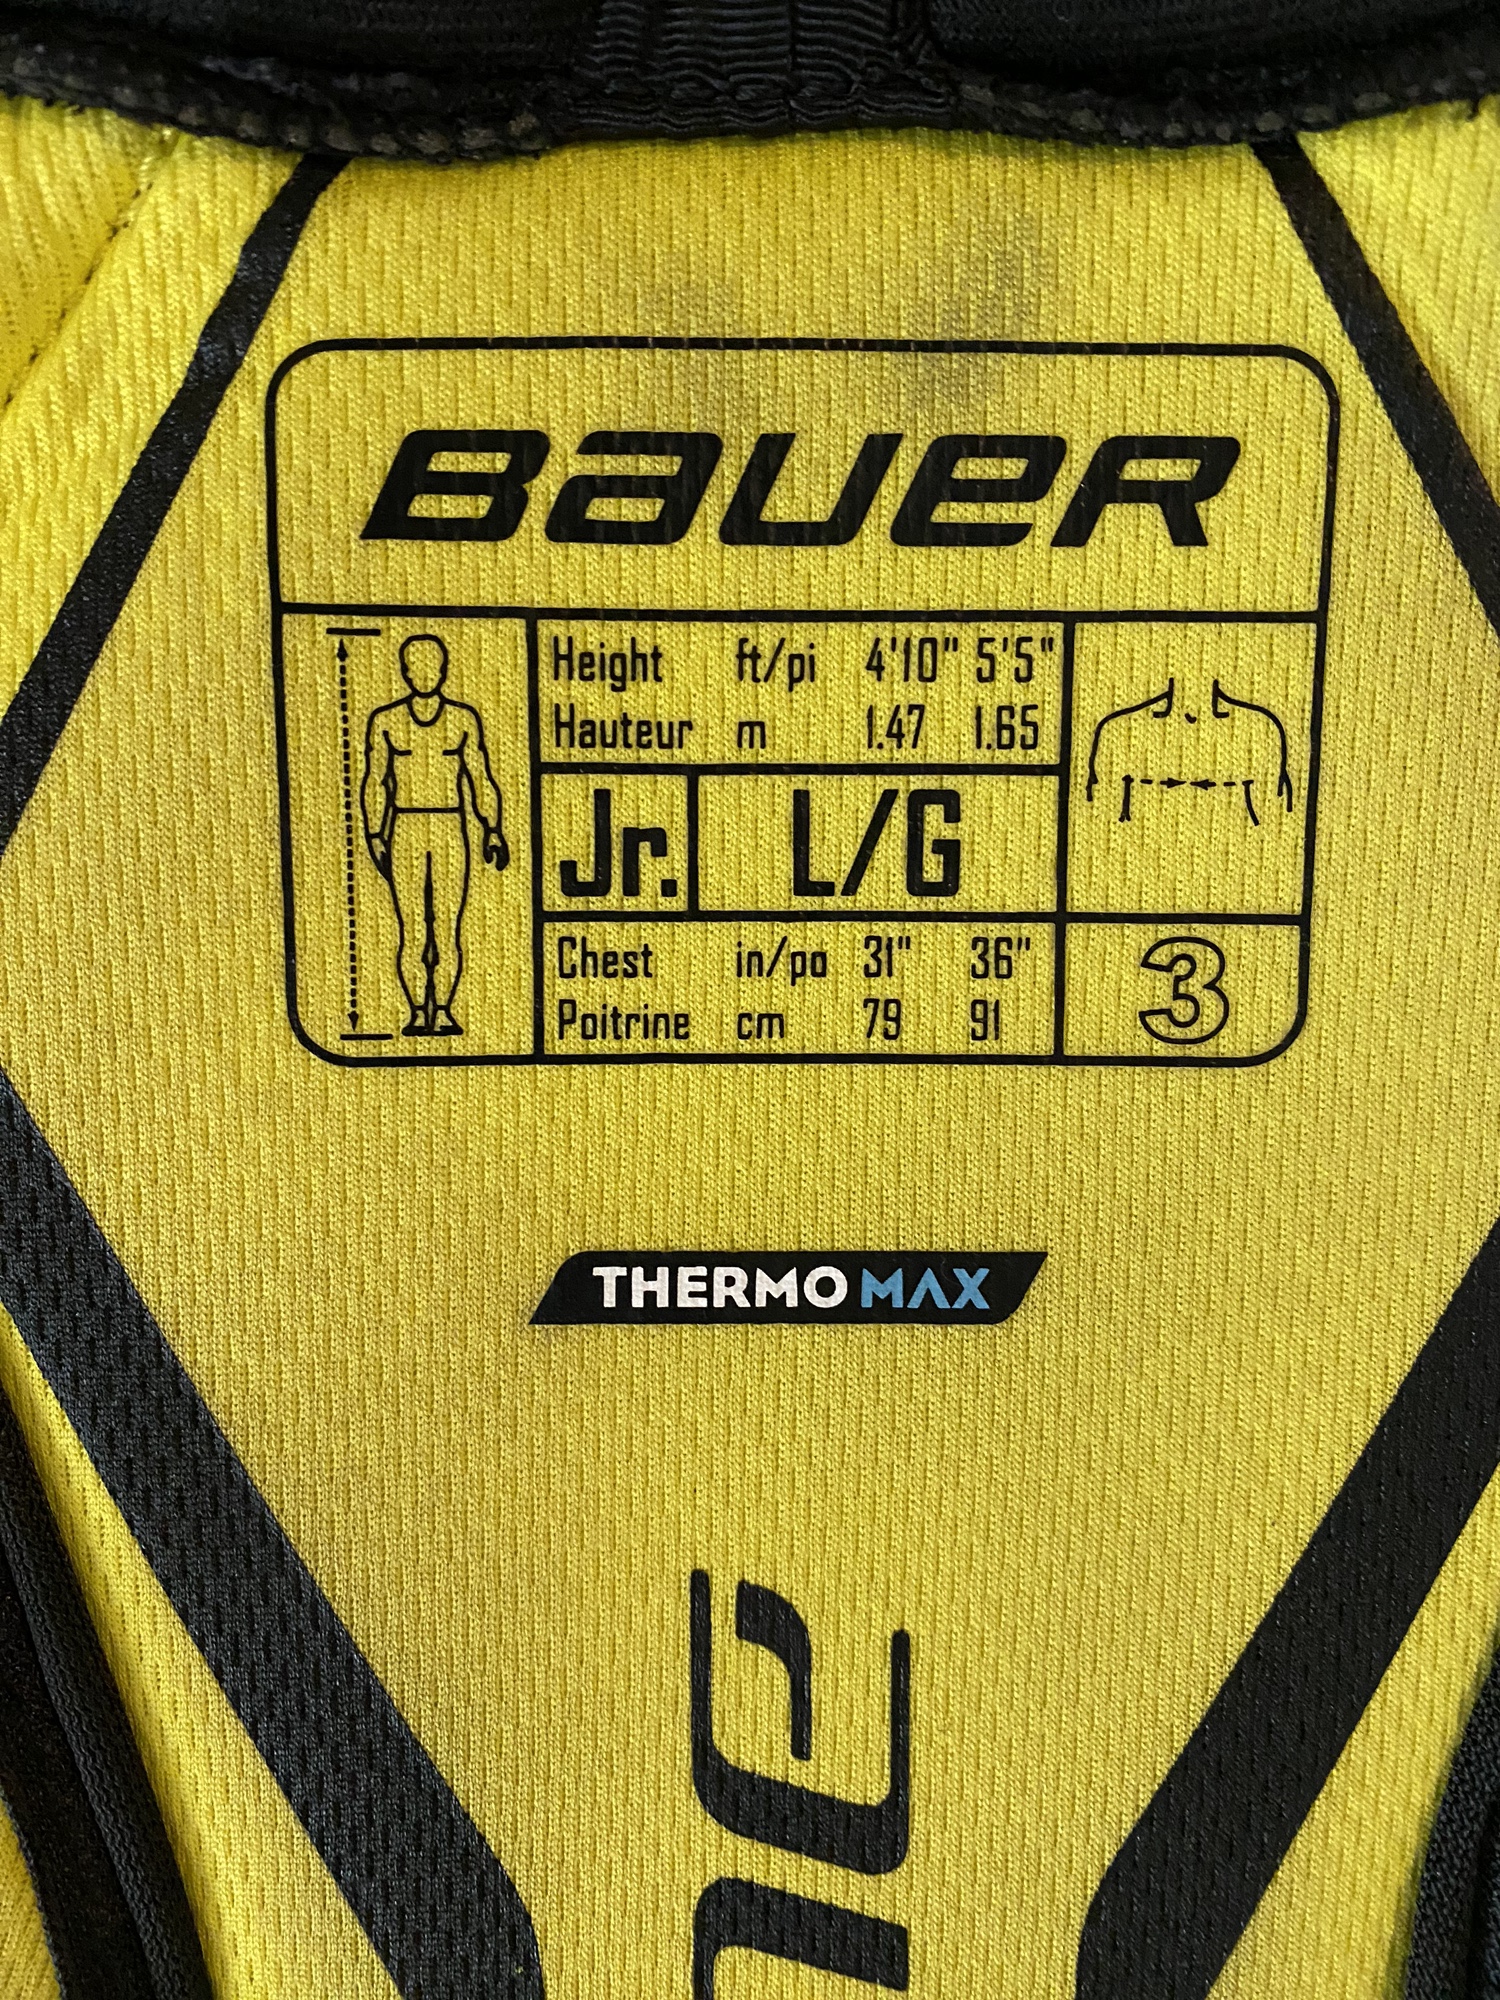 BAUER
Height ft/pi 4'10" 5'5"
Hauteur m 1.47 1.65
Jr. L/G
Chest in/po 31" 36"
Poitrine cm 79 91
3
THERMO MAX